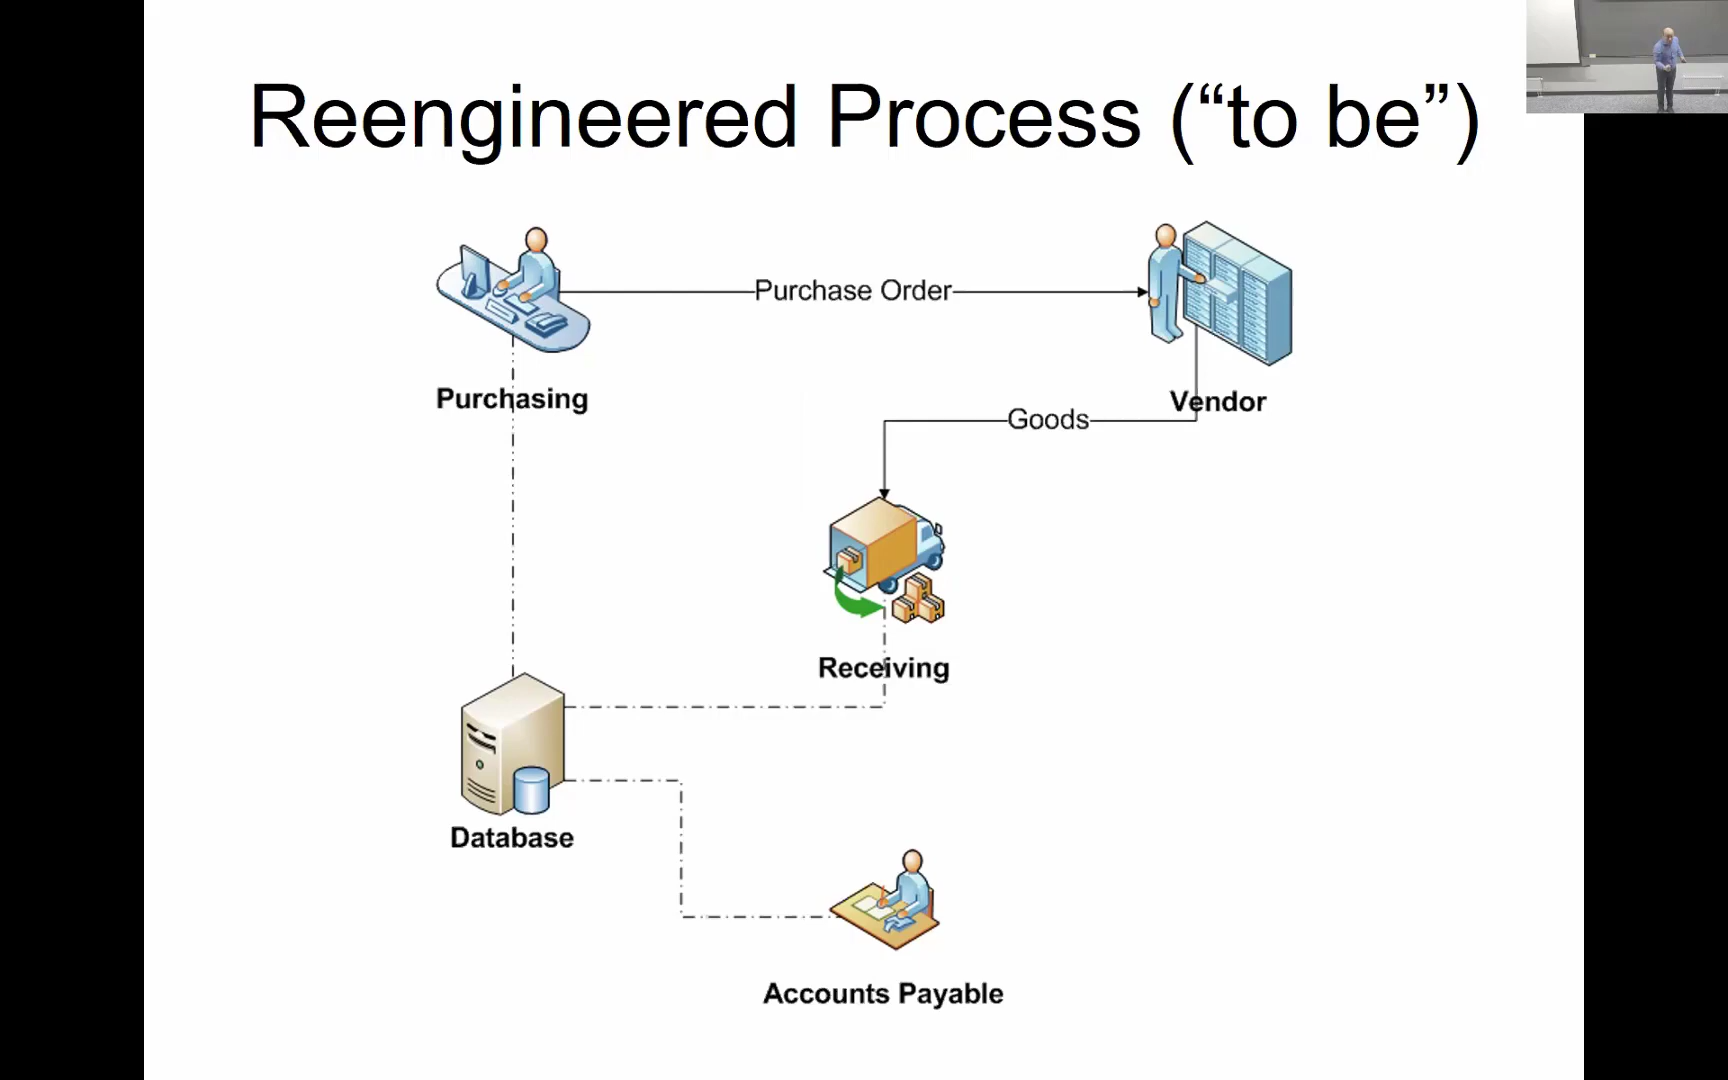 Reengineered Process (“to be”)
Purchase Order
Purchasing
Vendor
Goods
Receiving
Database
Accounts Payable